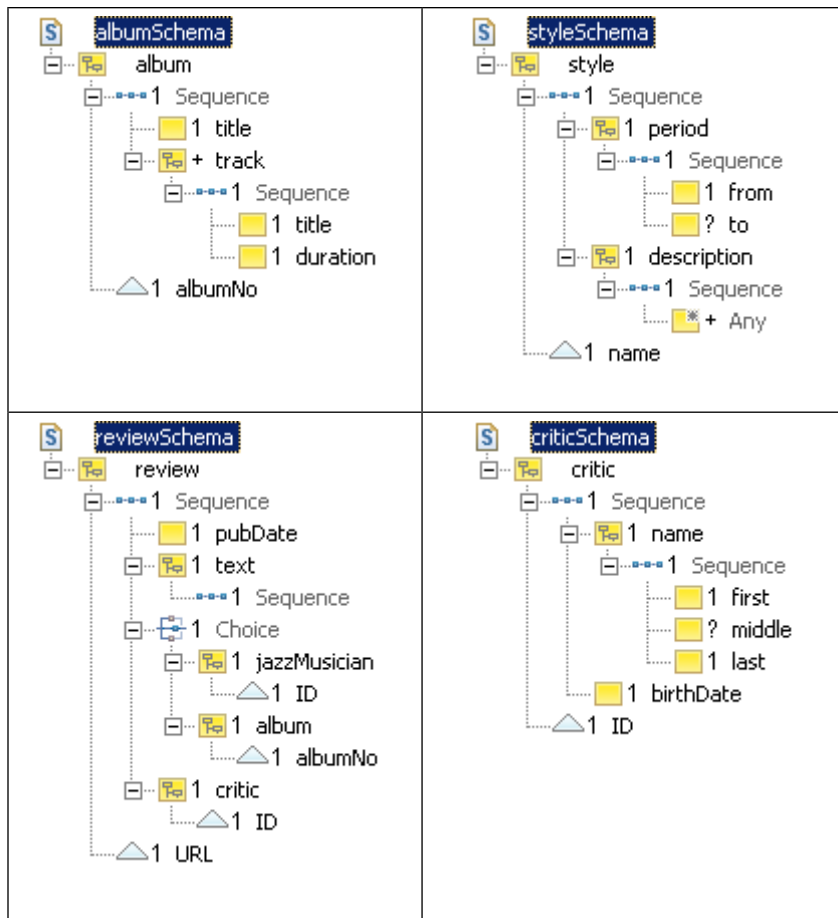 albumSchema
album
1 Sequence
1 title
+ track
1 Sequence
1 title
1 duration
1 albumNo
styleSchema
style
1 Sequence
1 period
1 Sequence
1 from
? to
1 description
1 Sequence
+ Any
1 name
reviewSchema
review
1 Sequence
1 pubDate
1 text
1 Sequence
1 Choice
1 jazzMusician
1 ID
1 album
1 albumNo
1 critic
1 ID
1 URL
criticSchema
critic
1 Sequence
1 name
1 Sequence
1 first
? middle
1 last
1 birthDate
1 ID